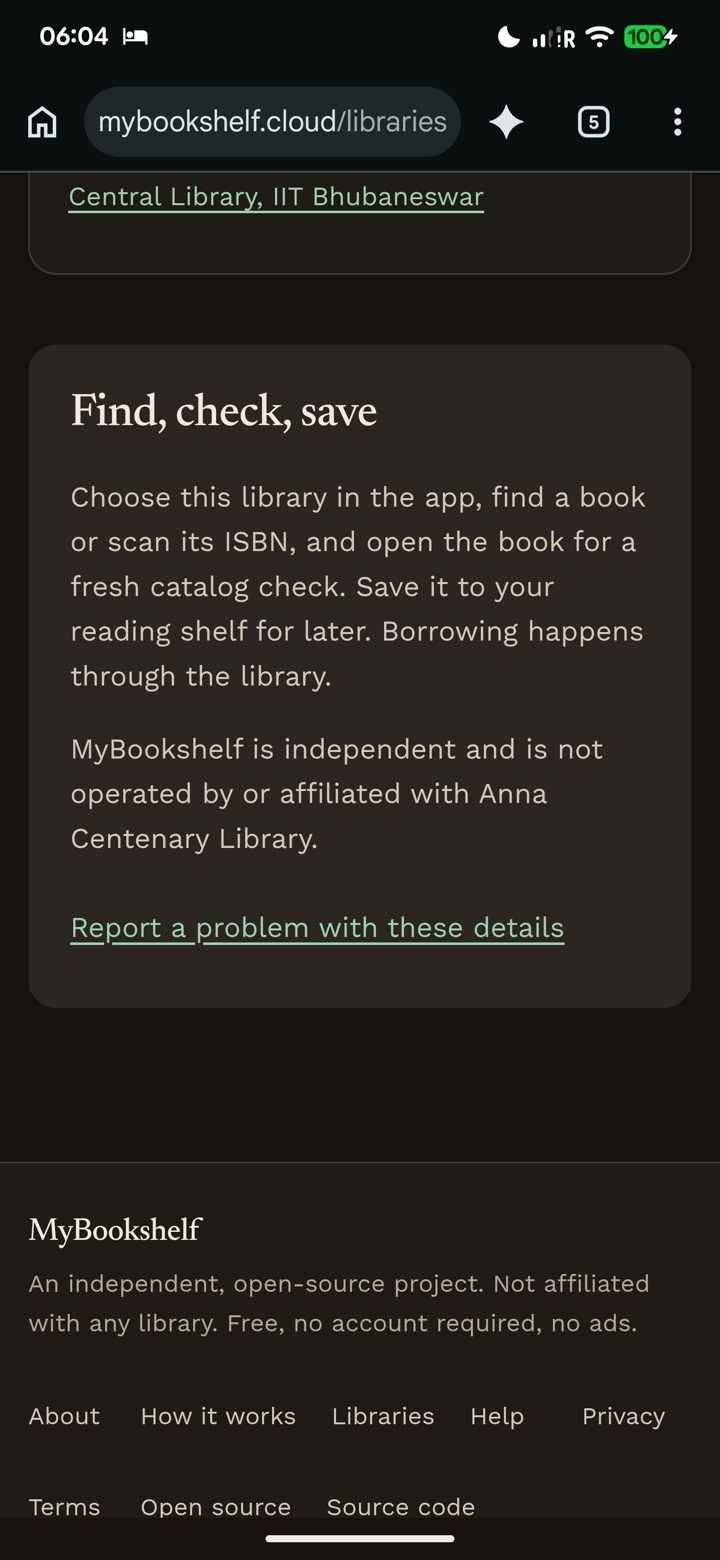 06:04
R
100
mybookshelf.cloud/libraries
5
Central Library, IIT Bhubaneswar
Find, check, save
Choose this library in the app, find a book
or scan its ISBN, and open the book for a
fresh catalog check. Save it to your
reading shelf for later. Borrowing happens
through the library.
MyBookshelf is independent and is not
operated by or affiliated with Anna
Centenary Library.
Report a problem with these details
MyBookshelf
An independent, open-source project. Not affiliated
with any library. Free, no account required, no ads.
About How it works Libraries Help Privacy
Terms Open source Source code